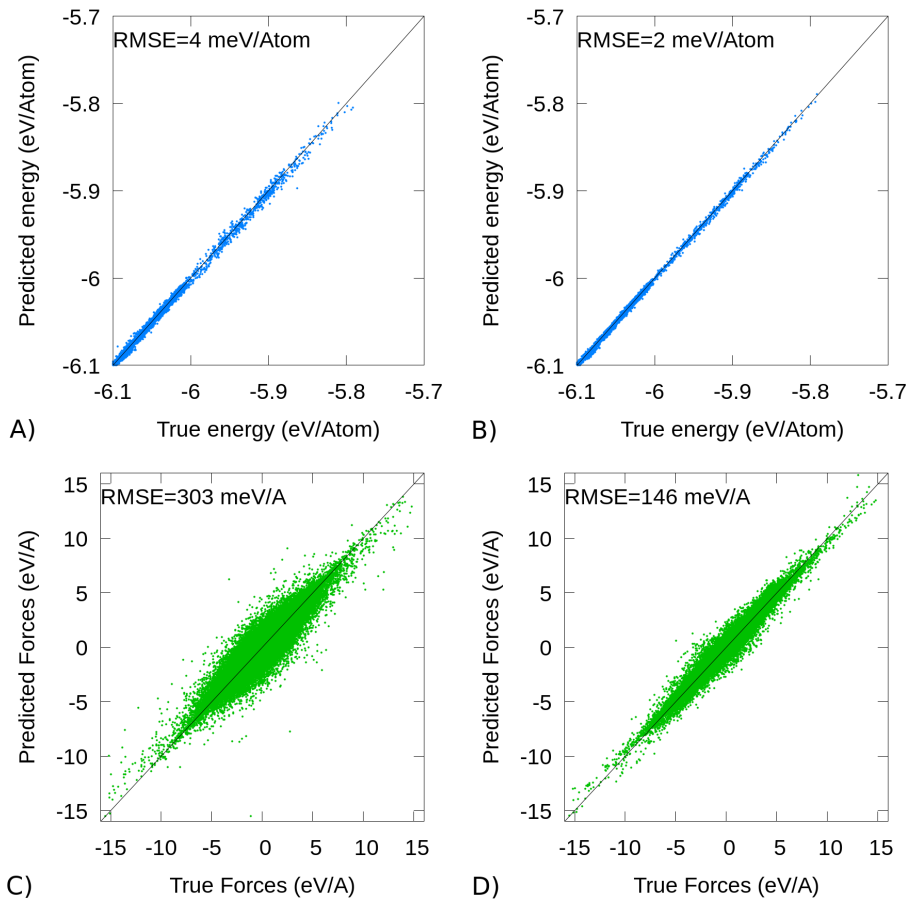 -5.7
RMSE=4 meV/Atom
-5.8
-5.9
-6
-6.1
Predicted energy (eV/Atom)
-6.1 -6 -5.9 -5.8 -5.7
A) True energy (eV/Atom)
-5.7
RMSE=2 meV/Atom
-5.8
-5.9
-6
-6.1
Predicted energy (eV/Atom)
-6.1 -6 -5.9 -5.8 -5.7
B) True energy (eV/Atom)
15
RMSE=303 meV/A
10
5
0
-5
-10
-15
Predicted Forces (eV/A)
-15 -10 -5 0 5 10 15
C) True Forces (eV/A)
15
RMSE=146 meV/A
10
5
0
-5
-10
-15
Predicted Forces (eV/A)
-15 -10 -5 0 5 10 15
D) True Forces (eV/A)